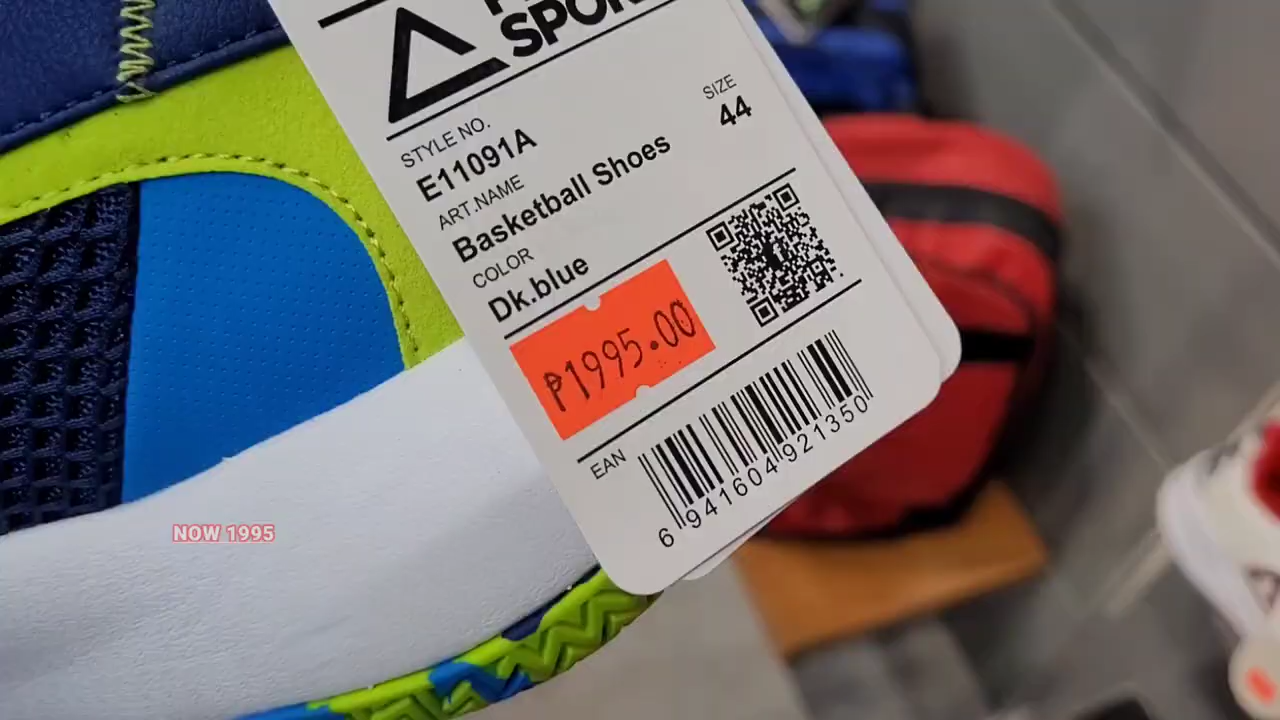 SPORT
STYLE NO.
E11091A
SIZE
44
ART.NAME
Basketball Shoes
COLOR
Dk.blue
₱1995.00
EAN
6 941604 921350
NOW 1995